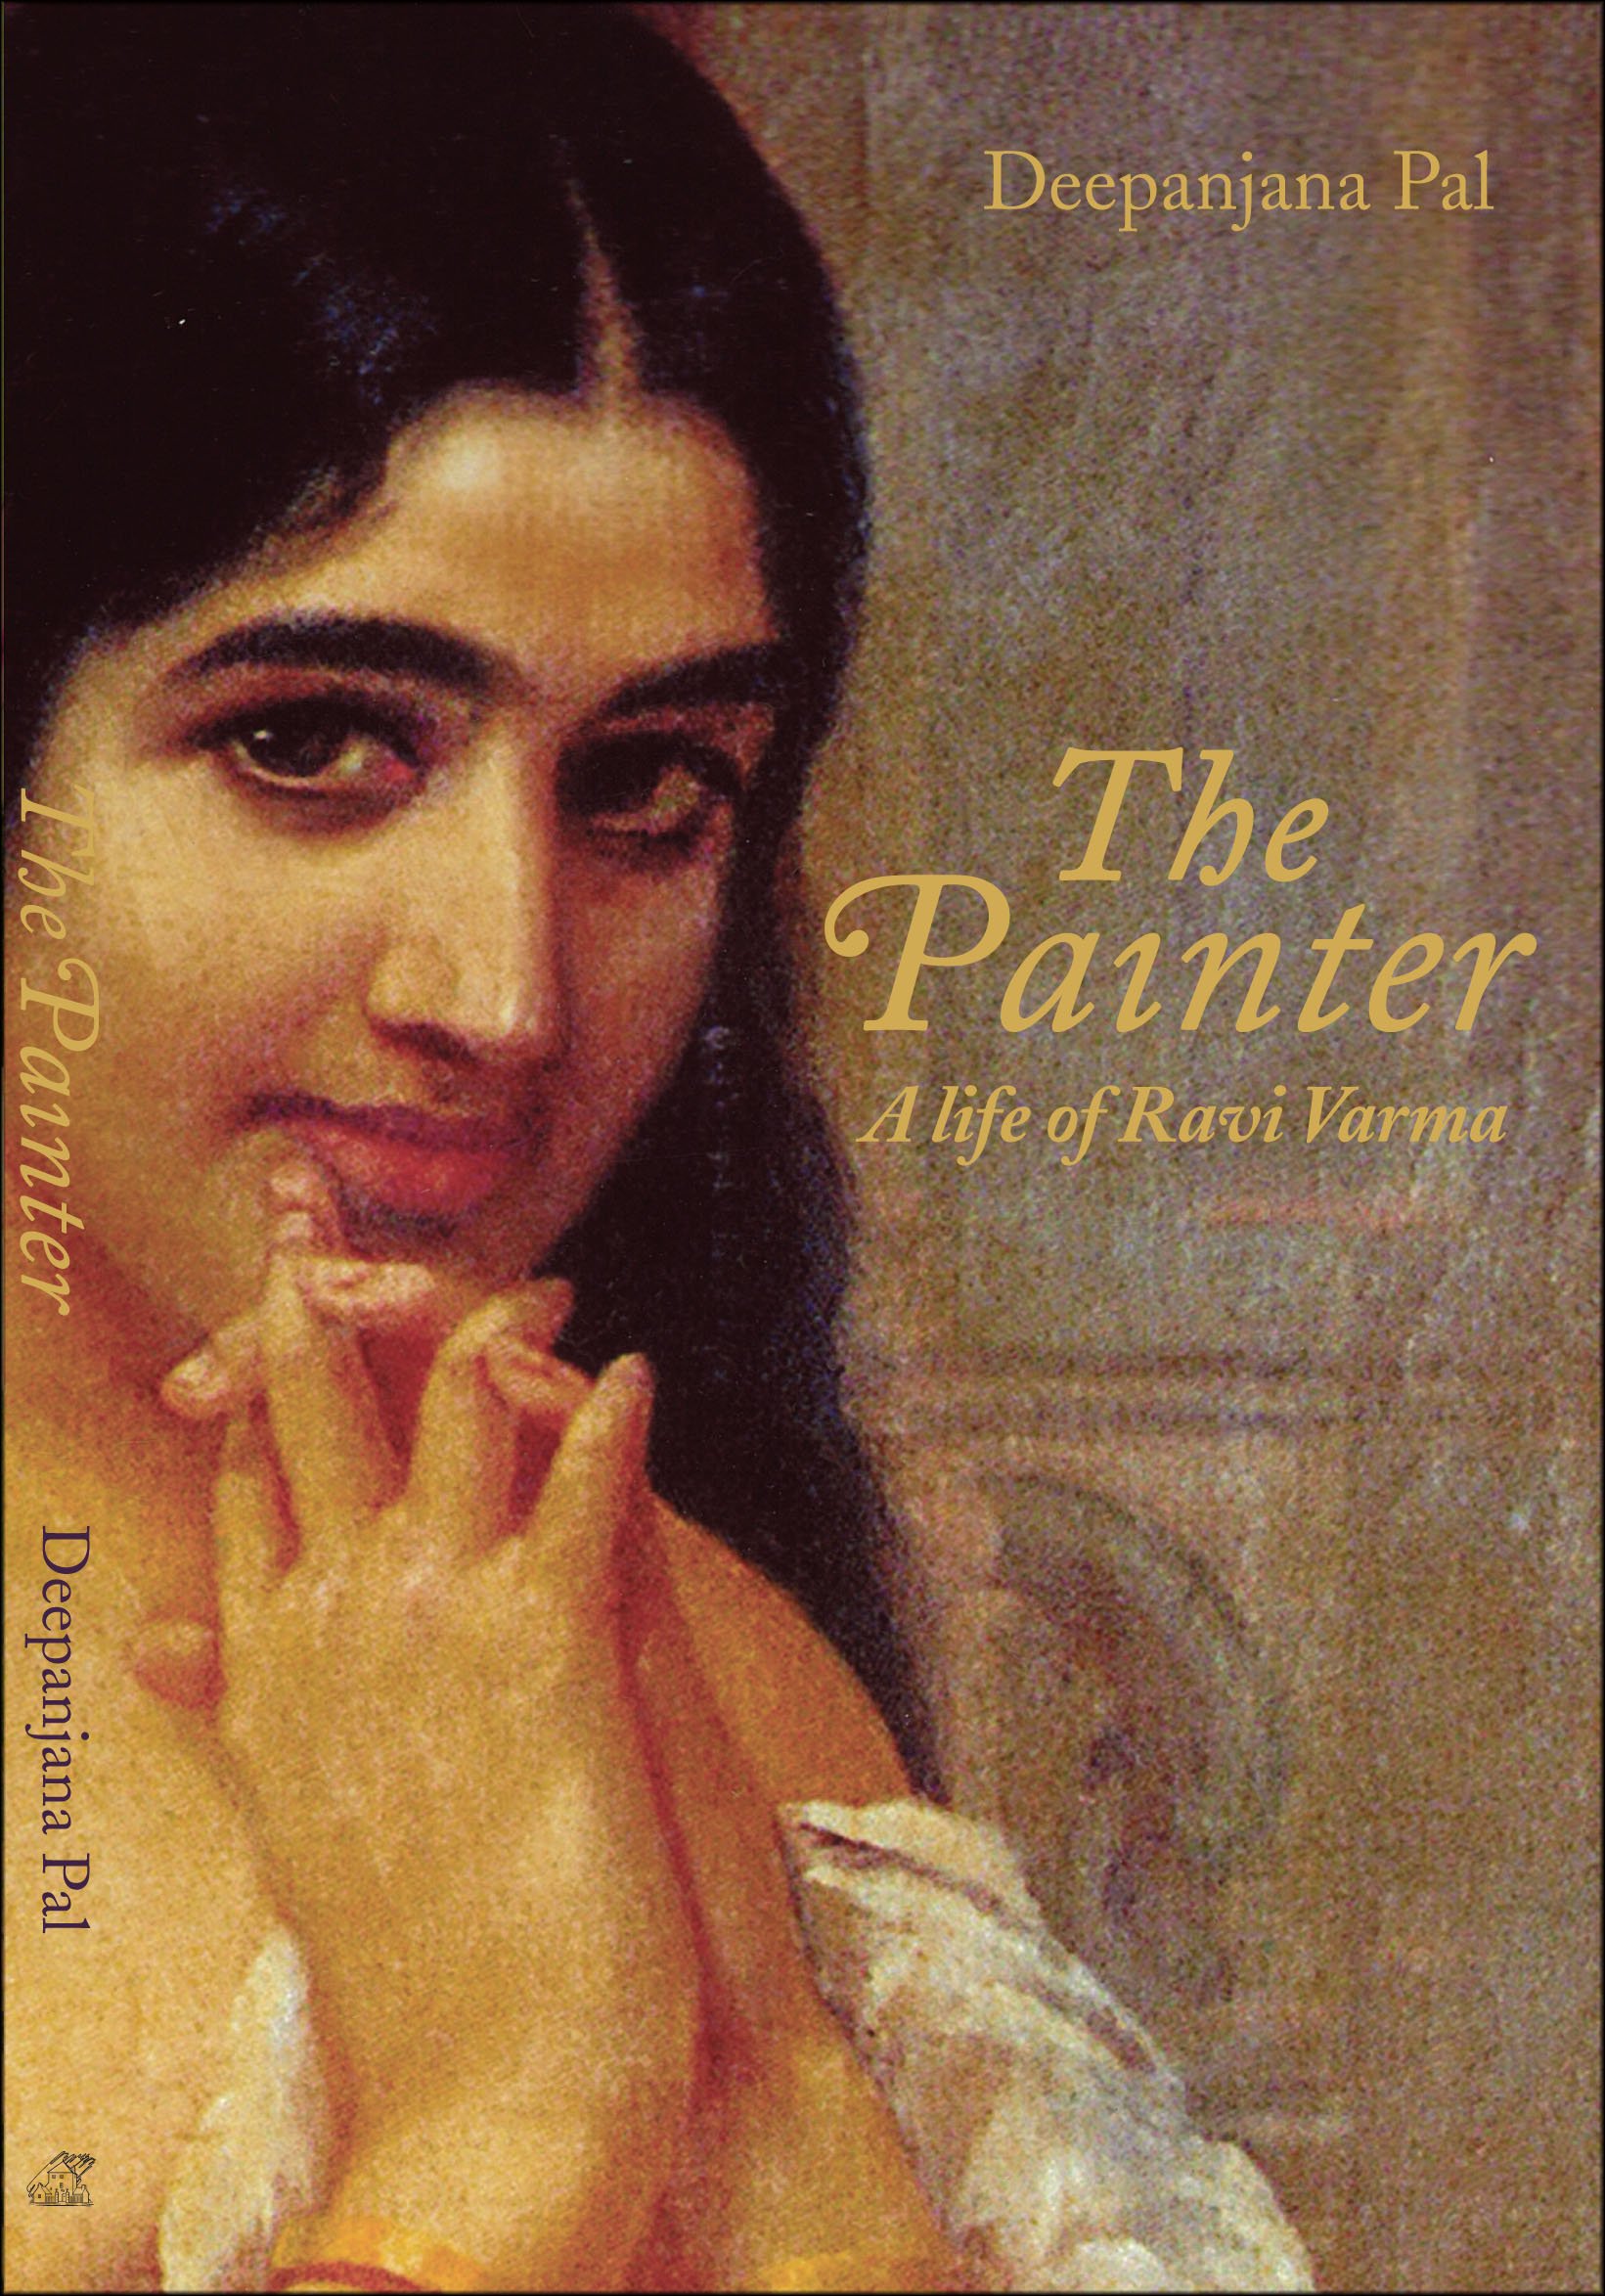 Deepanjana Pal
The
Painter
A life of Ravi Varma
The Painter
Deepanjana Pal